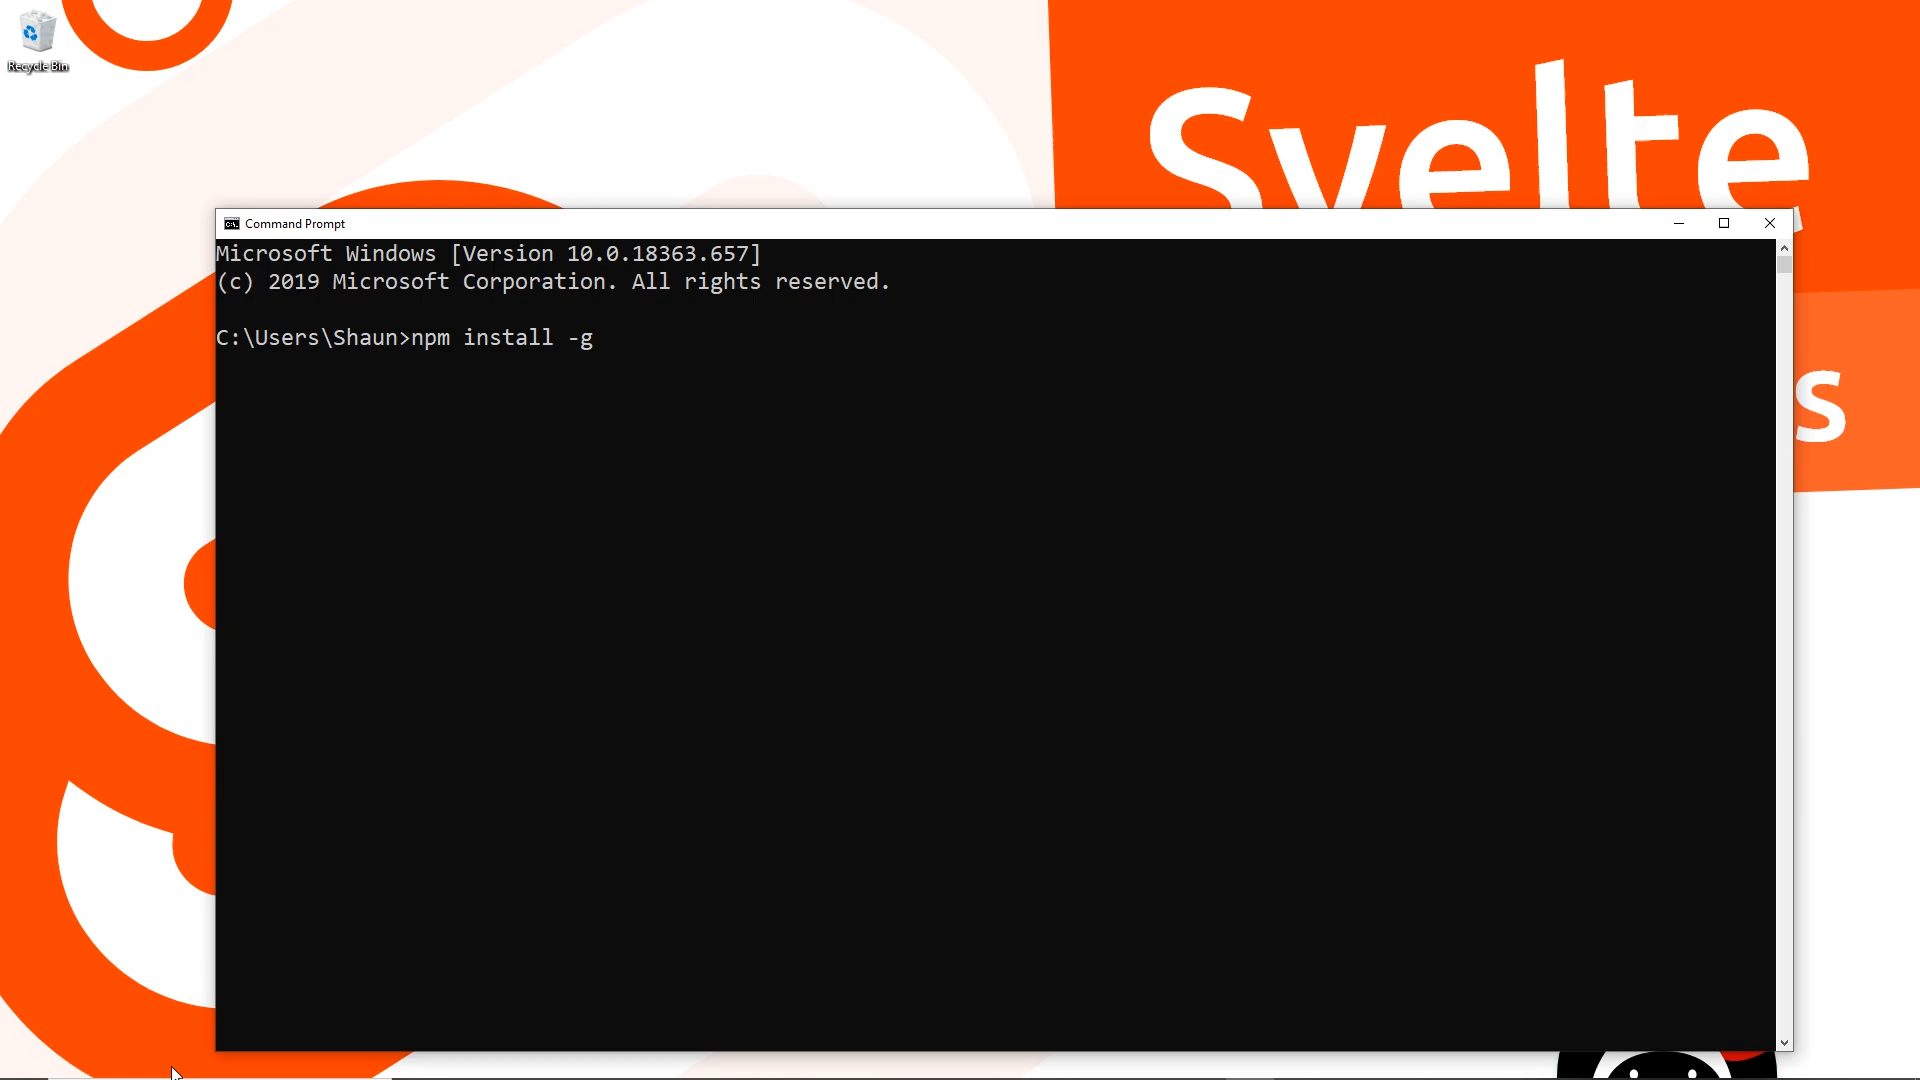 Recycle Bin
Svelte
Command Prompt
Microsoft Windows [Version 10.0.18363.657]
(c) 2019 Microsoft Corporation. All rights reserved.
C:\Users\Shaun>npm install -g
s